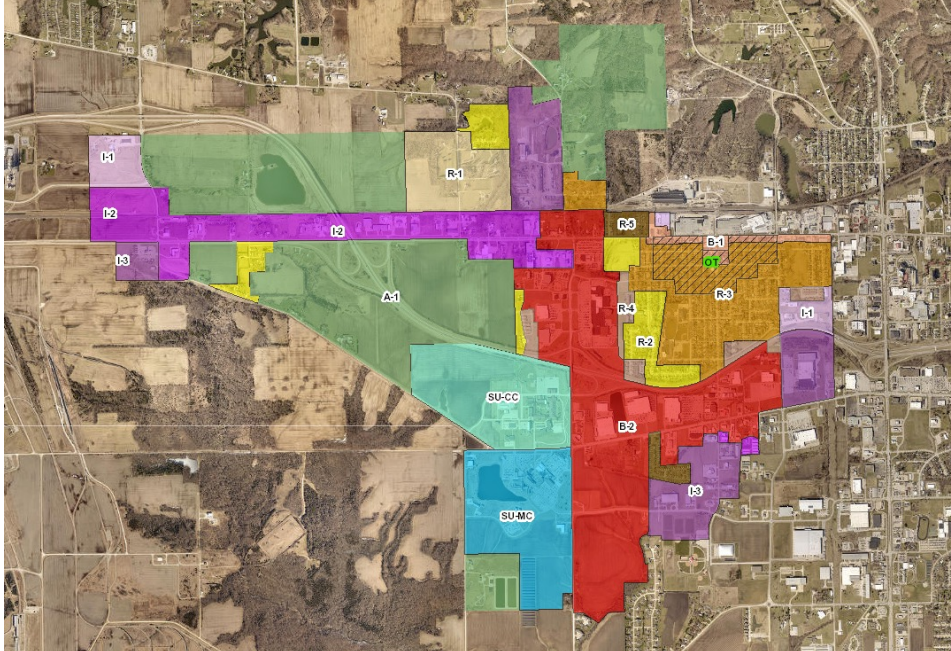 I-1
R-1
I-2
I-2
R-5
B-1
I-3
OT
A-1
R-3
R-4
I-1
R-2
SU-CC
B-2
I-3
SU-MC